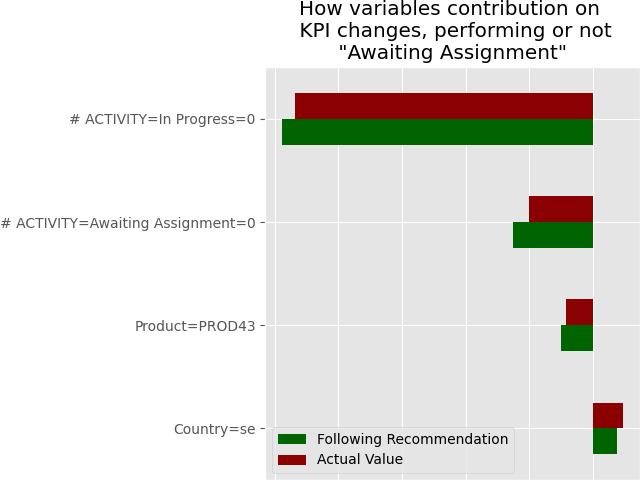 How variables contribution on
KPI changes, performing or not
"Awaiting Assignment"
# ACTIVITY=In Progress=0
# ACTIVITY=Awaiting Assignment=0
Product=PROD43
Country=se
Following Recommendation
Actual Value